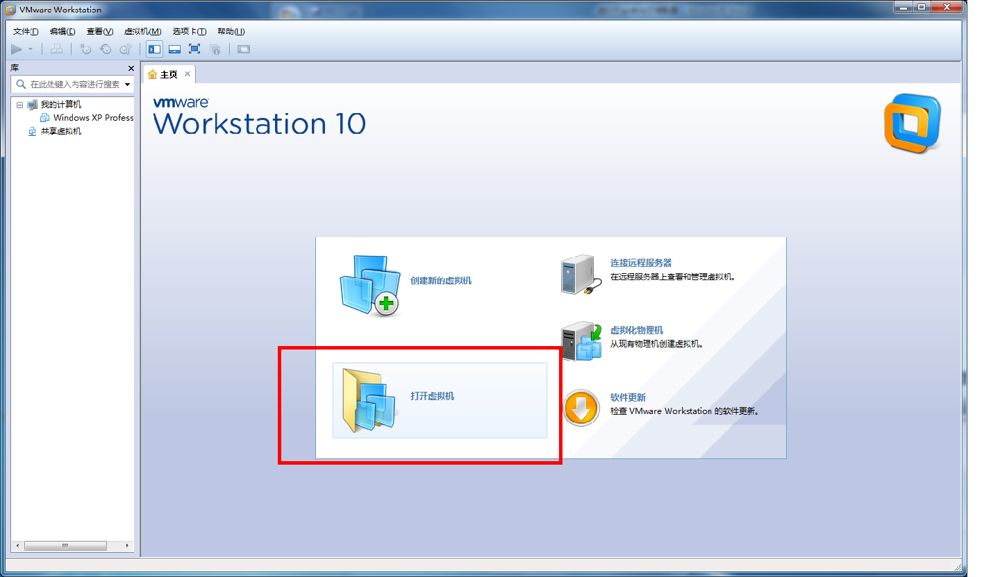 VMware Workstation
文件(F) 编辑(E) 查看(V) 虚拟机(M) 选项卡(T) 帮助(H)
库
主页
在此处键入内容进行搜索
我的计算机
Windows XP Profess
共享虚拟机
vmware
Workstation 10
创建新的虚拟机
连接远程服务器
在远程服务器上查看和管理虚拟机。
虚拟化物理机
从现有物理机创建虚拟机。
打开虚拟机
软件更新
检查 VMware Workstation 的软件更新。